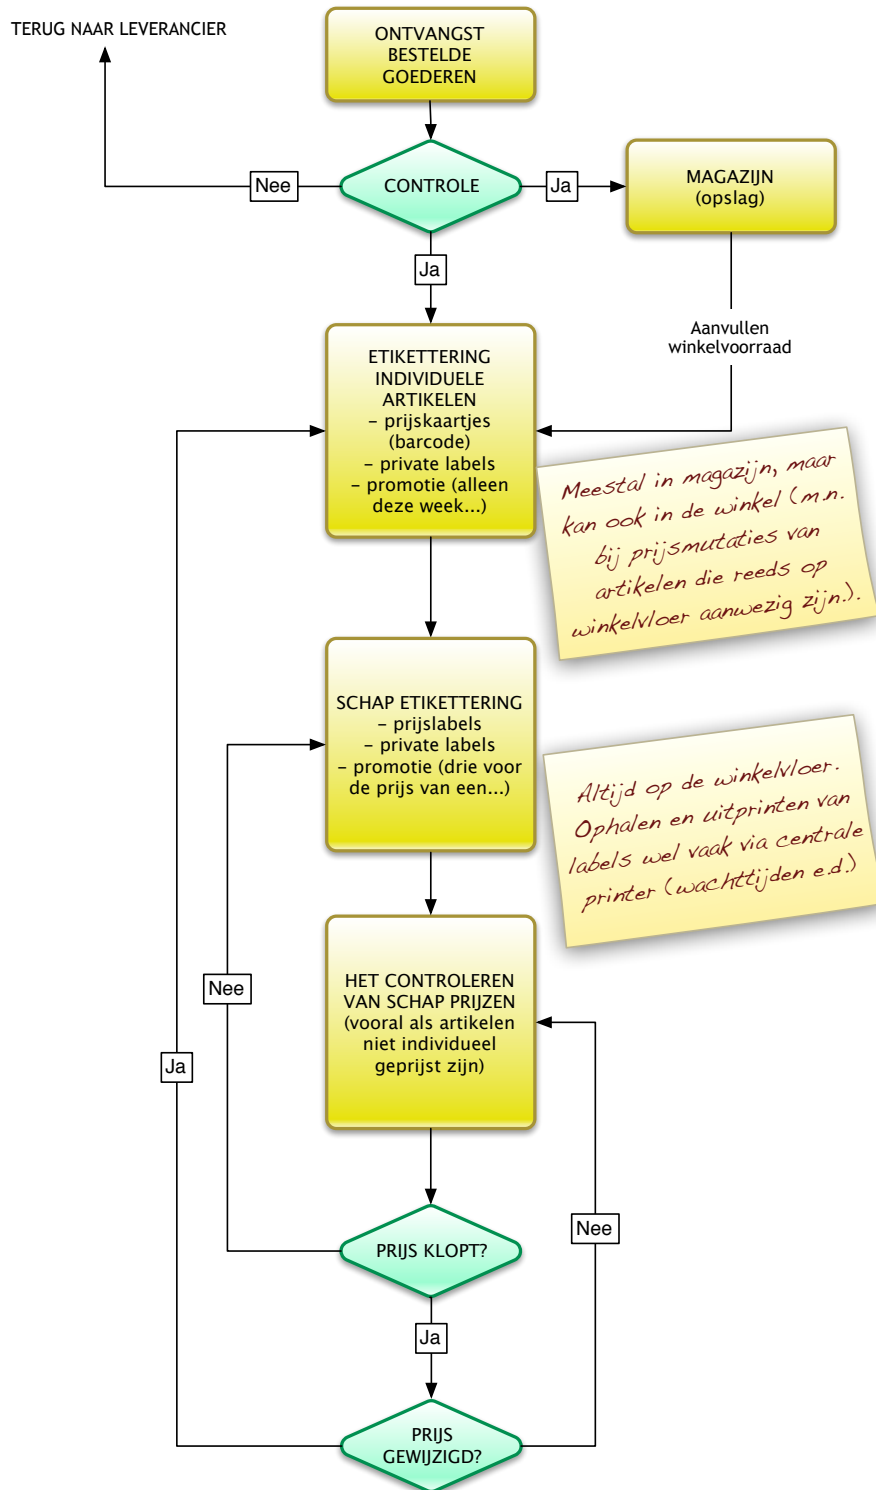 TERUG NAAR LEVERANCIER
ONTVANGST
BESTELDE
GOEDEREN
Nee
CONTROLE
Ja
MAGAZIJN
(opslag)
Ja
Aanvullen
winkelvoorraad
ETIKETTERING
INDIVIDUELE
ARTIKELEN
– prijskaartjes
(barcode)
– private labels
– promotie (alleen
deze week...)
Meestal in magazijn, maar
kan ook in de winkel (m.n.
bij prijsmutaties van
artikelen die reeds op
winkelvloer aanwezig zijn.).
SCHAP ETIKETTERING
– prijslabels
– private labels
– promotie (drie voor
de prijs van een...)
Altijd op de winkelvloer.
Ophalen en uitprinten van
labels wel vaak via centrale
printer (wachttijden e.d.)
Nee
HET CONTROLEREN
VAN SCHAP PRIJZEN
(vooral als artikelen
niet individueel
geprijst zijn)
Ja
Nee
PRIJS KLOPT?
Ja
PRIJS
GEWIJZIGD?